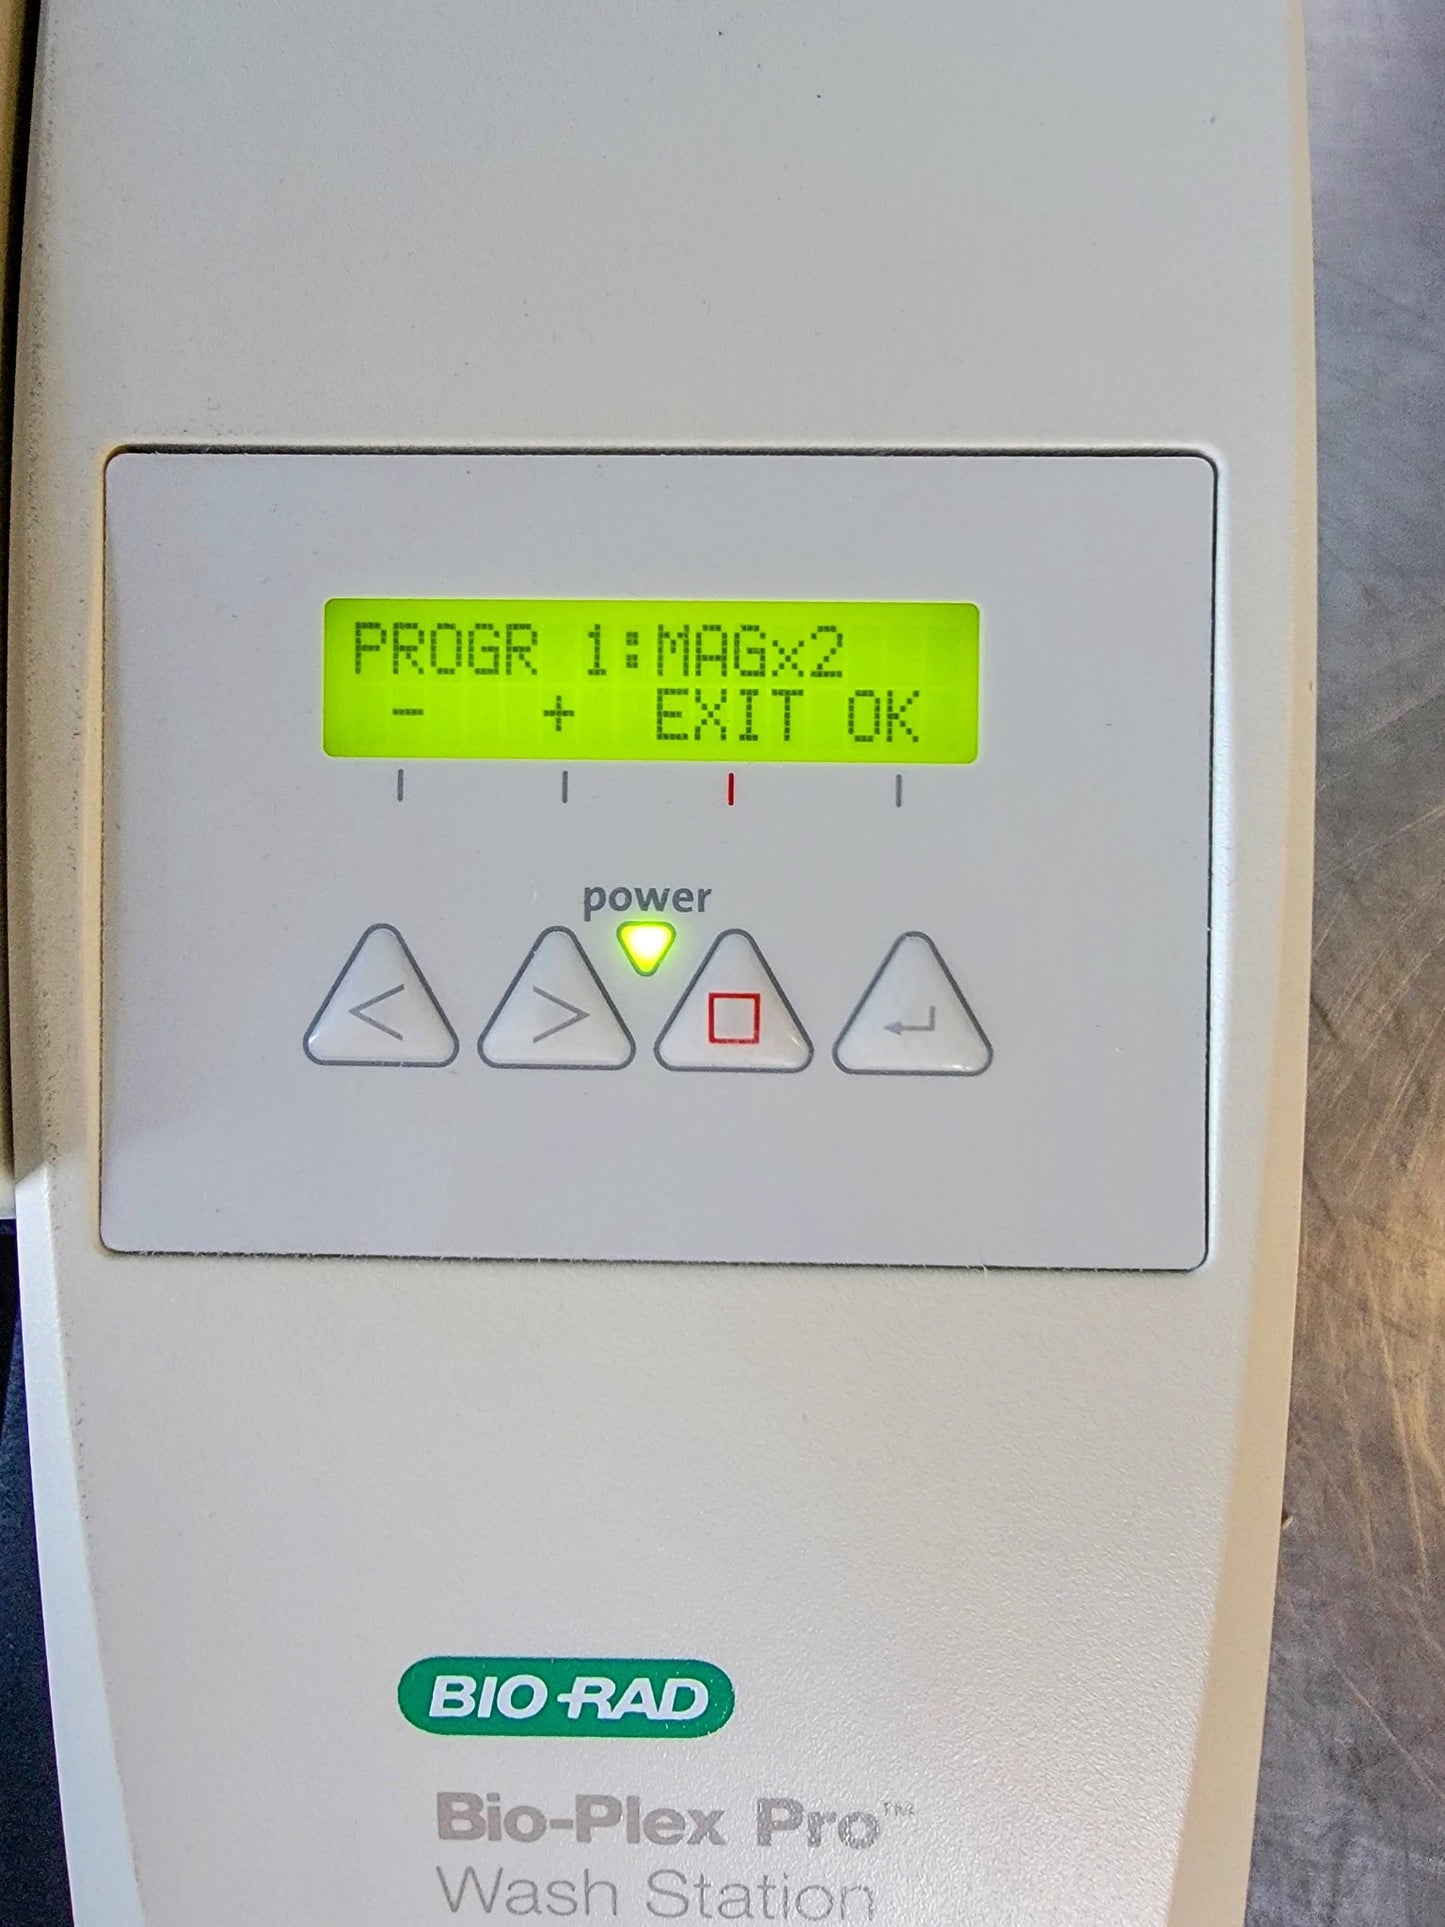 PROGR 1:MAGx2
- + EXIT OK
power
< > ↵
BIO-RAD
Bio-Plex Pro™
Wash Station